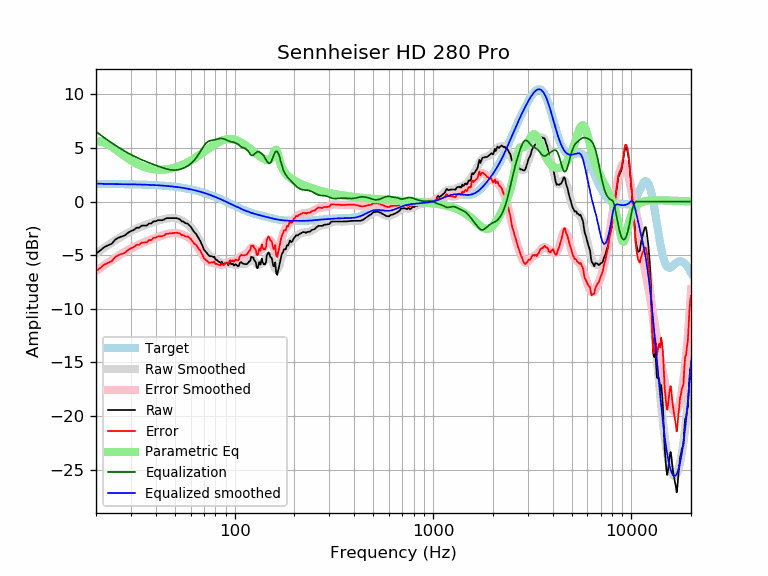 Sennheiser HD 280 Pro
10
5
0
−5
−10
−15
−20
−25
Amplitude (dBr)
Target
Raw Smoothed
Error Smoothed
Raw
Error
Parametric Eq
Equalization
Equalized smoothed
100
1000
10000
Frequency (Hz)